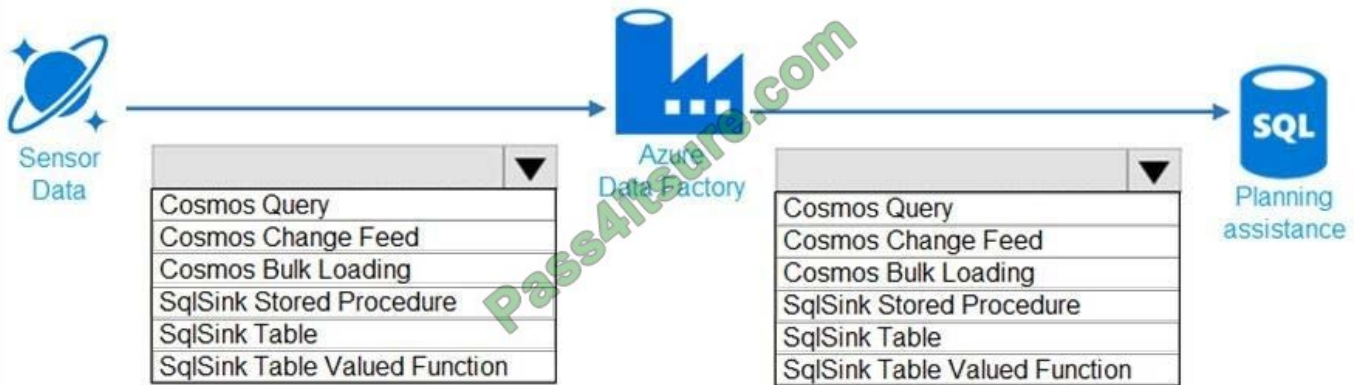 Sensor
Data
Cosmos Query
Cosmos Change Feed
Cosmos Bulk Loading
SqlSink Stored Procedure
SqlSink Table
SqlSink Table Valued Function
Azure
Data Factory
Pass4itsure.com
Cosmos Query
Cosmos Change Feed
Cosmos Bulk Loading
SqlSink Stored Procedure
SqlSink Table
SqlSink Table Valued Function
SQL
Planning
assistance